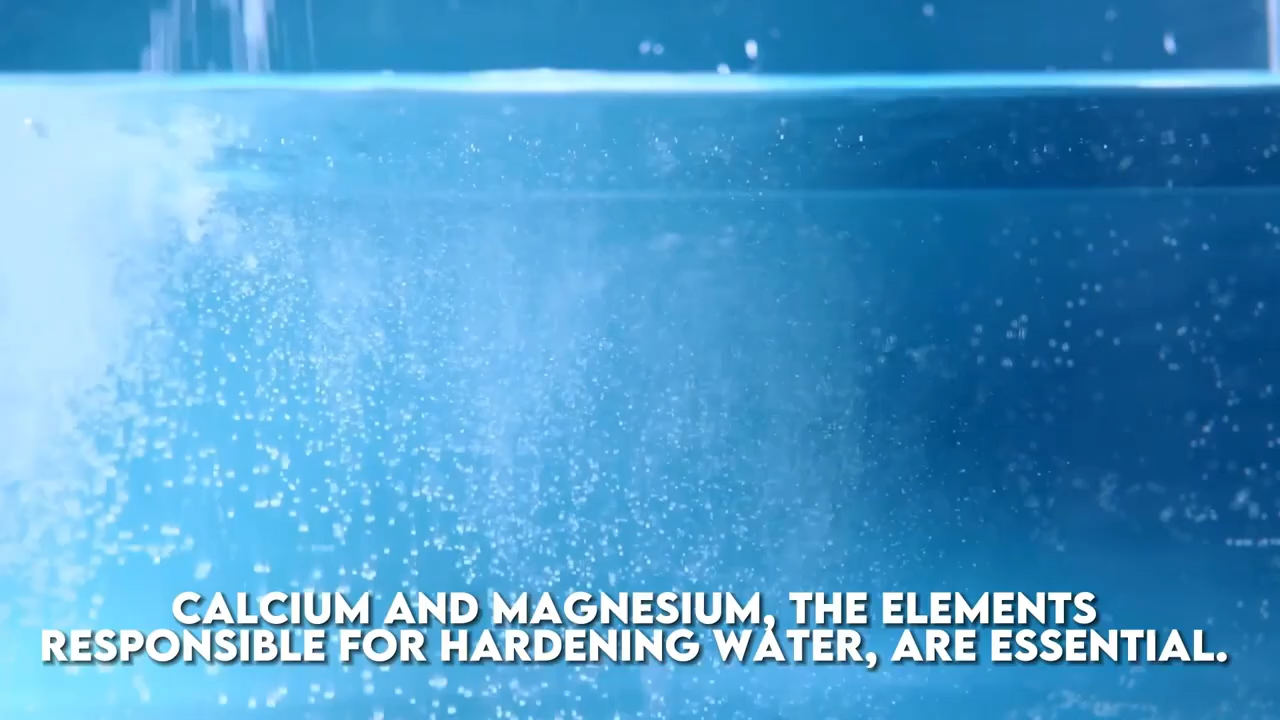 CALCIUM AND MAGNESIUM, THE ELEMENTS
RESPONSIBLE FOR HARDENING WATER, ARE ESSENTIAL.